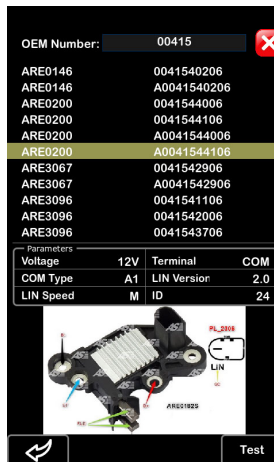 OEM Number: 00415
ARE0146 0041540206
ARE0146 A0041540206
ARE0200 0041544006
ARE0200 0041544106
ARE0200 A0041544006
ARE0200 A0041544106
ARE3067 0041542906
ARE3067 A0041542906
ARE3096 0041541106
ARE3096 0041542006
ARE3096 0041543706
Parameters
Voltage 12V Terminal COM
COM Type A1 LIN Version 2.0
LIN Speed M ID 24
PL_2006
LIN
ARE0182S
Test